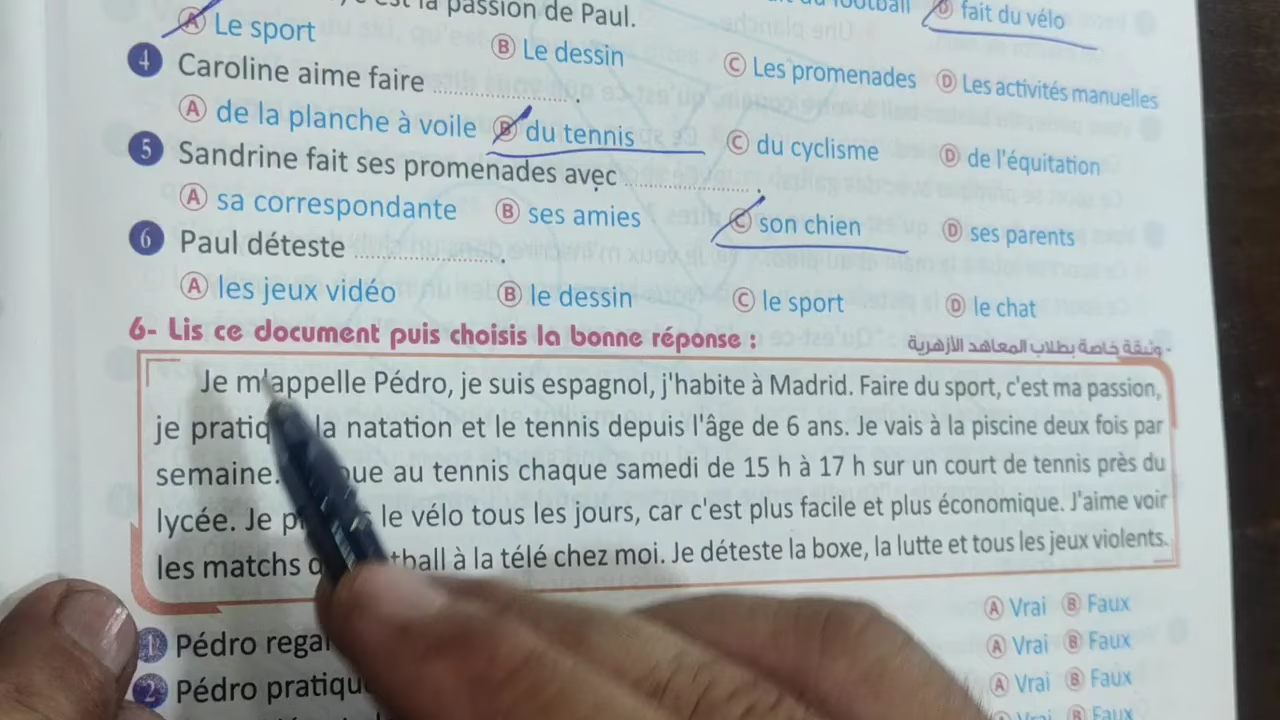 la passion de Paul.
football D fait du vélo
A Le sport B Le dessin C Les promenades D Les activités manuelles
4 Caroline aime faire .................... .
A de la planche à voile B du tennis C du cyclisme D de l'équitation
5 Sandrine fait ses promenades avec .................... .
A sa correspondante B ses amies C son chien D ses parents
6 Paul déteste .................... .
A les jeux vidéo B le dessin C le sport D le chat
6- Lis ce document puis choisis la bonne réponse :
- وثيقة خاصة بطلاب المعاهد الأزهرية
Je m'appelle Pédro, je suis espagnol, j'habite à Madrid. Faire du sport, c'est ma passion,
je la natation et le tennis depuis l'âge de 6 ans. Je vais à la piscine deux fois par
semaine. au tennis chaque samedi de 15 h à 17 h sur un court de tennis près du
lycée. Je le vélo tous les jours, car c'est plus facile et plus économique. J'aime voir
les matchs à la télé chez moi. Je déteste la boxe, la lutte et tous les jeux violents.
A Vrai B Faux
1 Pédro A Vrai B Faux
2 Pédro A Vrai B Faux
A Vrai B Faux